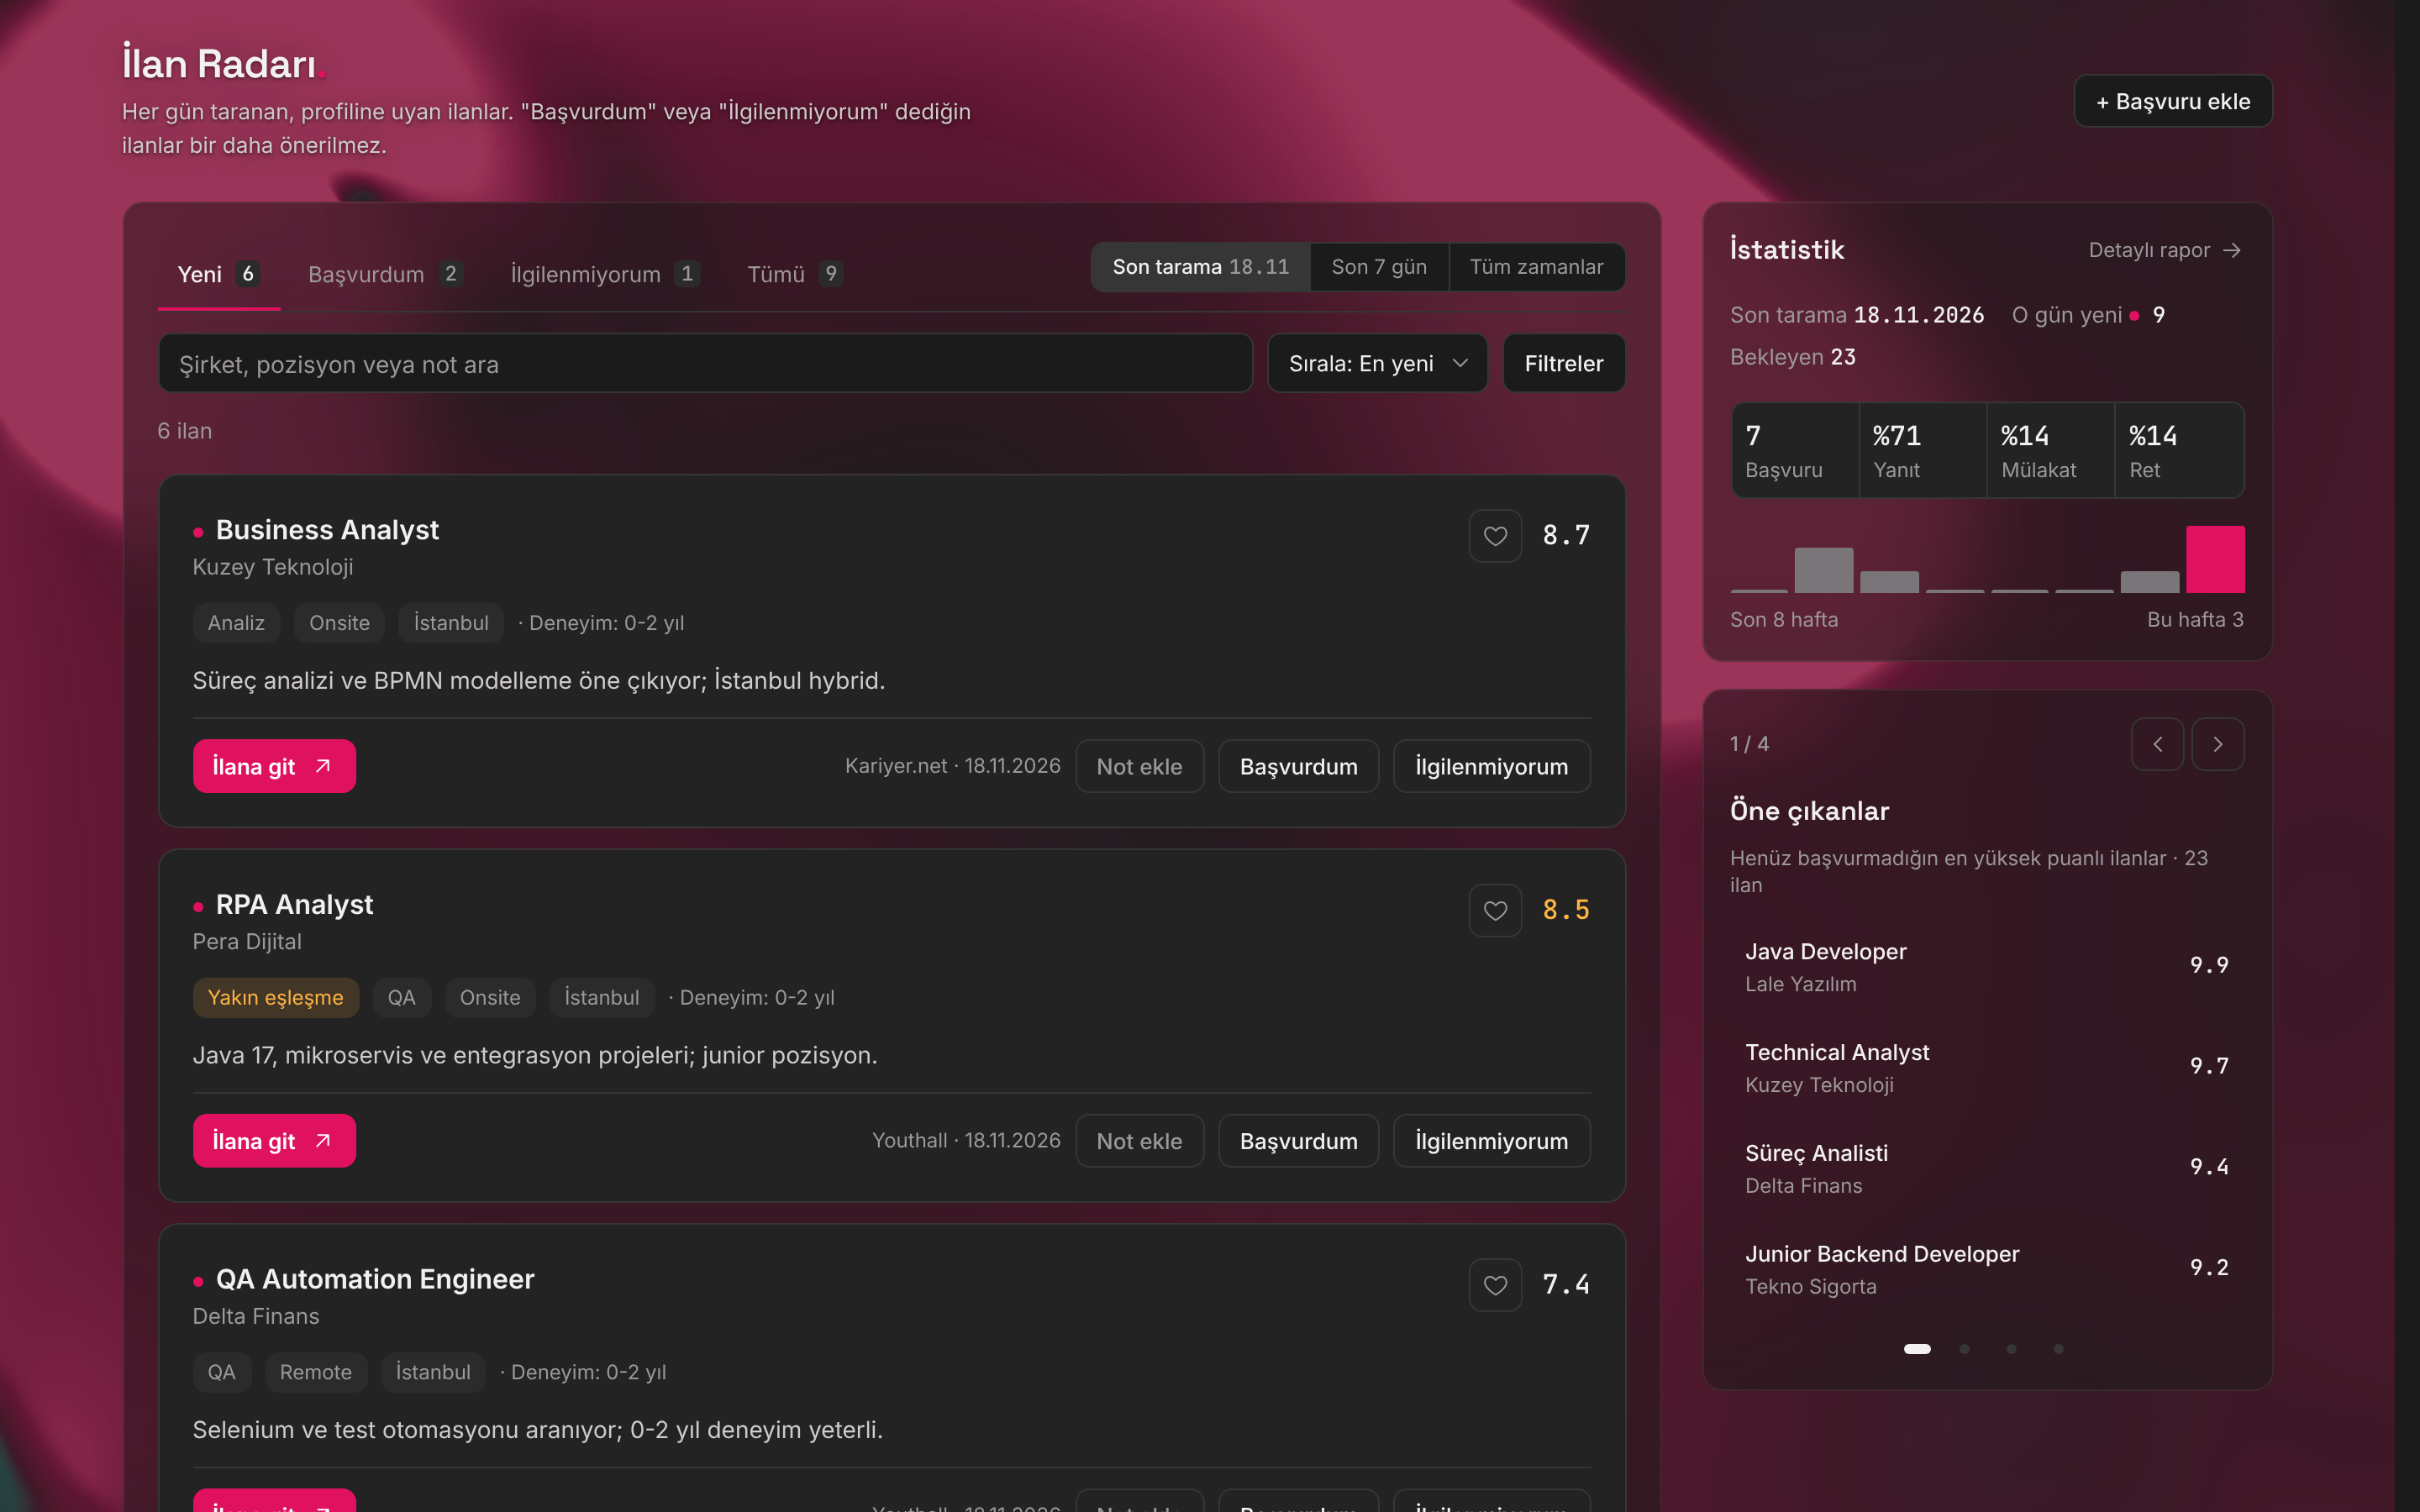 İlan Radarı.
Her gün taranan, profiline uyan ilanlar. "Başvurdum" veya "İlgilenmiyorum" dediğin
ilanlar bir daha önerilmez.
+ Başvuru ekle
Yeni 6 Başvurdum 2 İlgilenmiyorum 1 Tümü 9
Son tarama 18.11 Son 7 gün Tüm zamanlar
Şirket, pozisyon veya not ara
Sırala: En yeni
Filtreler
6 ilan
Business Analyst
8.7
Kuzey Teknoloji
Analiz Onsite İstanbul · Deneyim: 0-2 yıl
Süreç analizi ve BPMN modelleme öne çıkıyor; İstanbul hybrid.
İlana git
Kariyer.net · 18.11.2026 Not ekle Başvurdum İlgilenmiyorum
RPA Analyst
8.5
Pera Dijital
Yakın eşleşme QA Onsite İstanbul · Deneyim: 0-2 yıl
Java 17, mikroservis ve entegrasyon projeleri; junior pozisyon.
İlana git
Youthall · 18.11.2026 Not ekle Başvurdum İlgilenmiyorum
QA Automation Engineer
7.4
Delta Finans
QA Remote İstanbul · Deneyim: 0-2 yıl
Selenium ve test otomasyonu aranıyor; 0-2 yıl deneyim yeterli.
İstatistik
Detaylı rapor →
Son tarama 18.11.2026 O gün yeni 9
Bekleyen 23
7 %71 %14 %14
Başvuru Yanıt Mülakat Ret
Son 8 hafta
Bu hafta 3
1 / 4
Öne çıkanlar
Henüz başvurmadığın en yüksek puanlı ilanlar · 23
ilan
Java Developer
Lale Yazılım
9.9
Technical Analyst
Kuzey Teknoloji
9.7
Süreç Analisti
Delta Finans
9.4
Junior Backend Developer
Tekno Sigorta
9.2